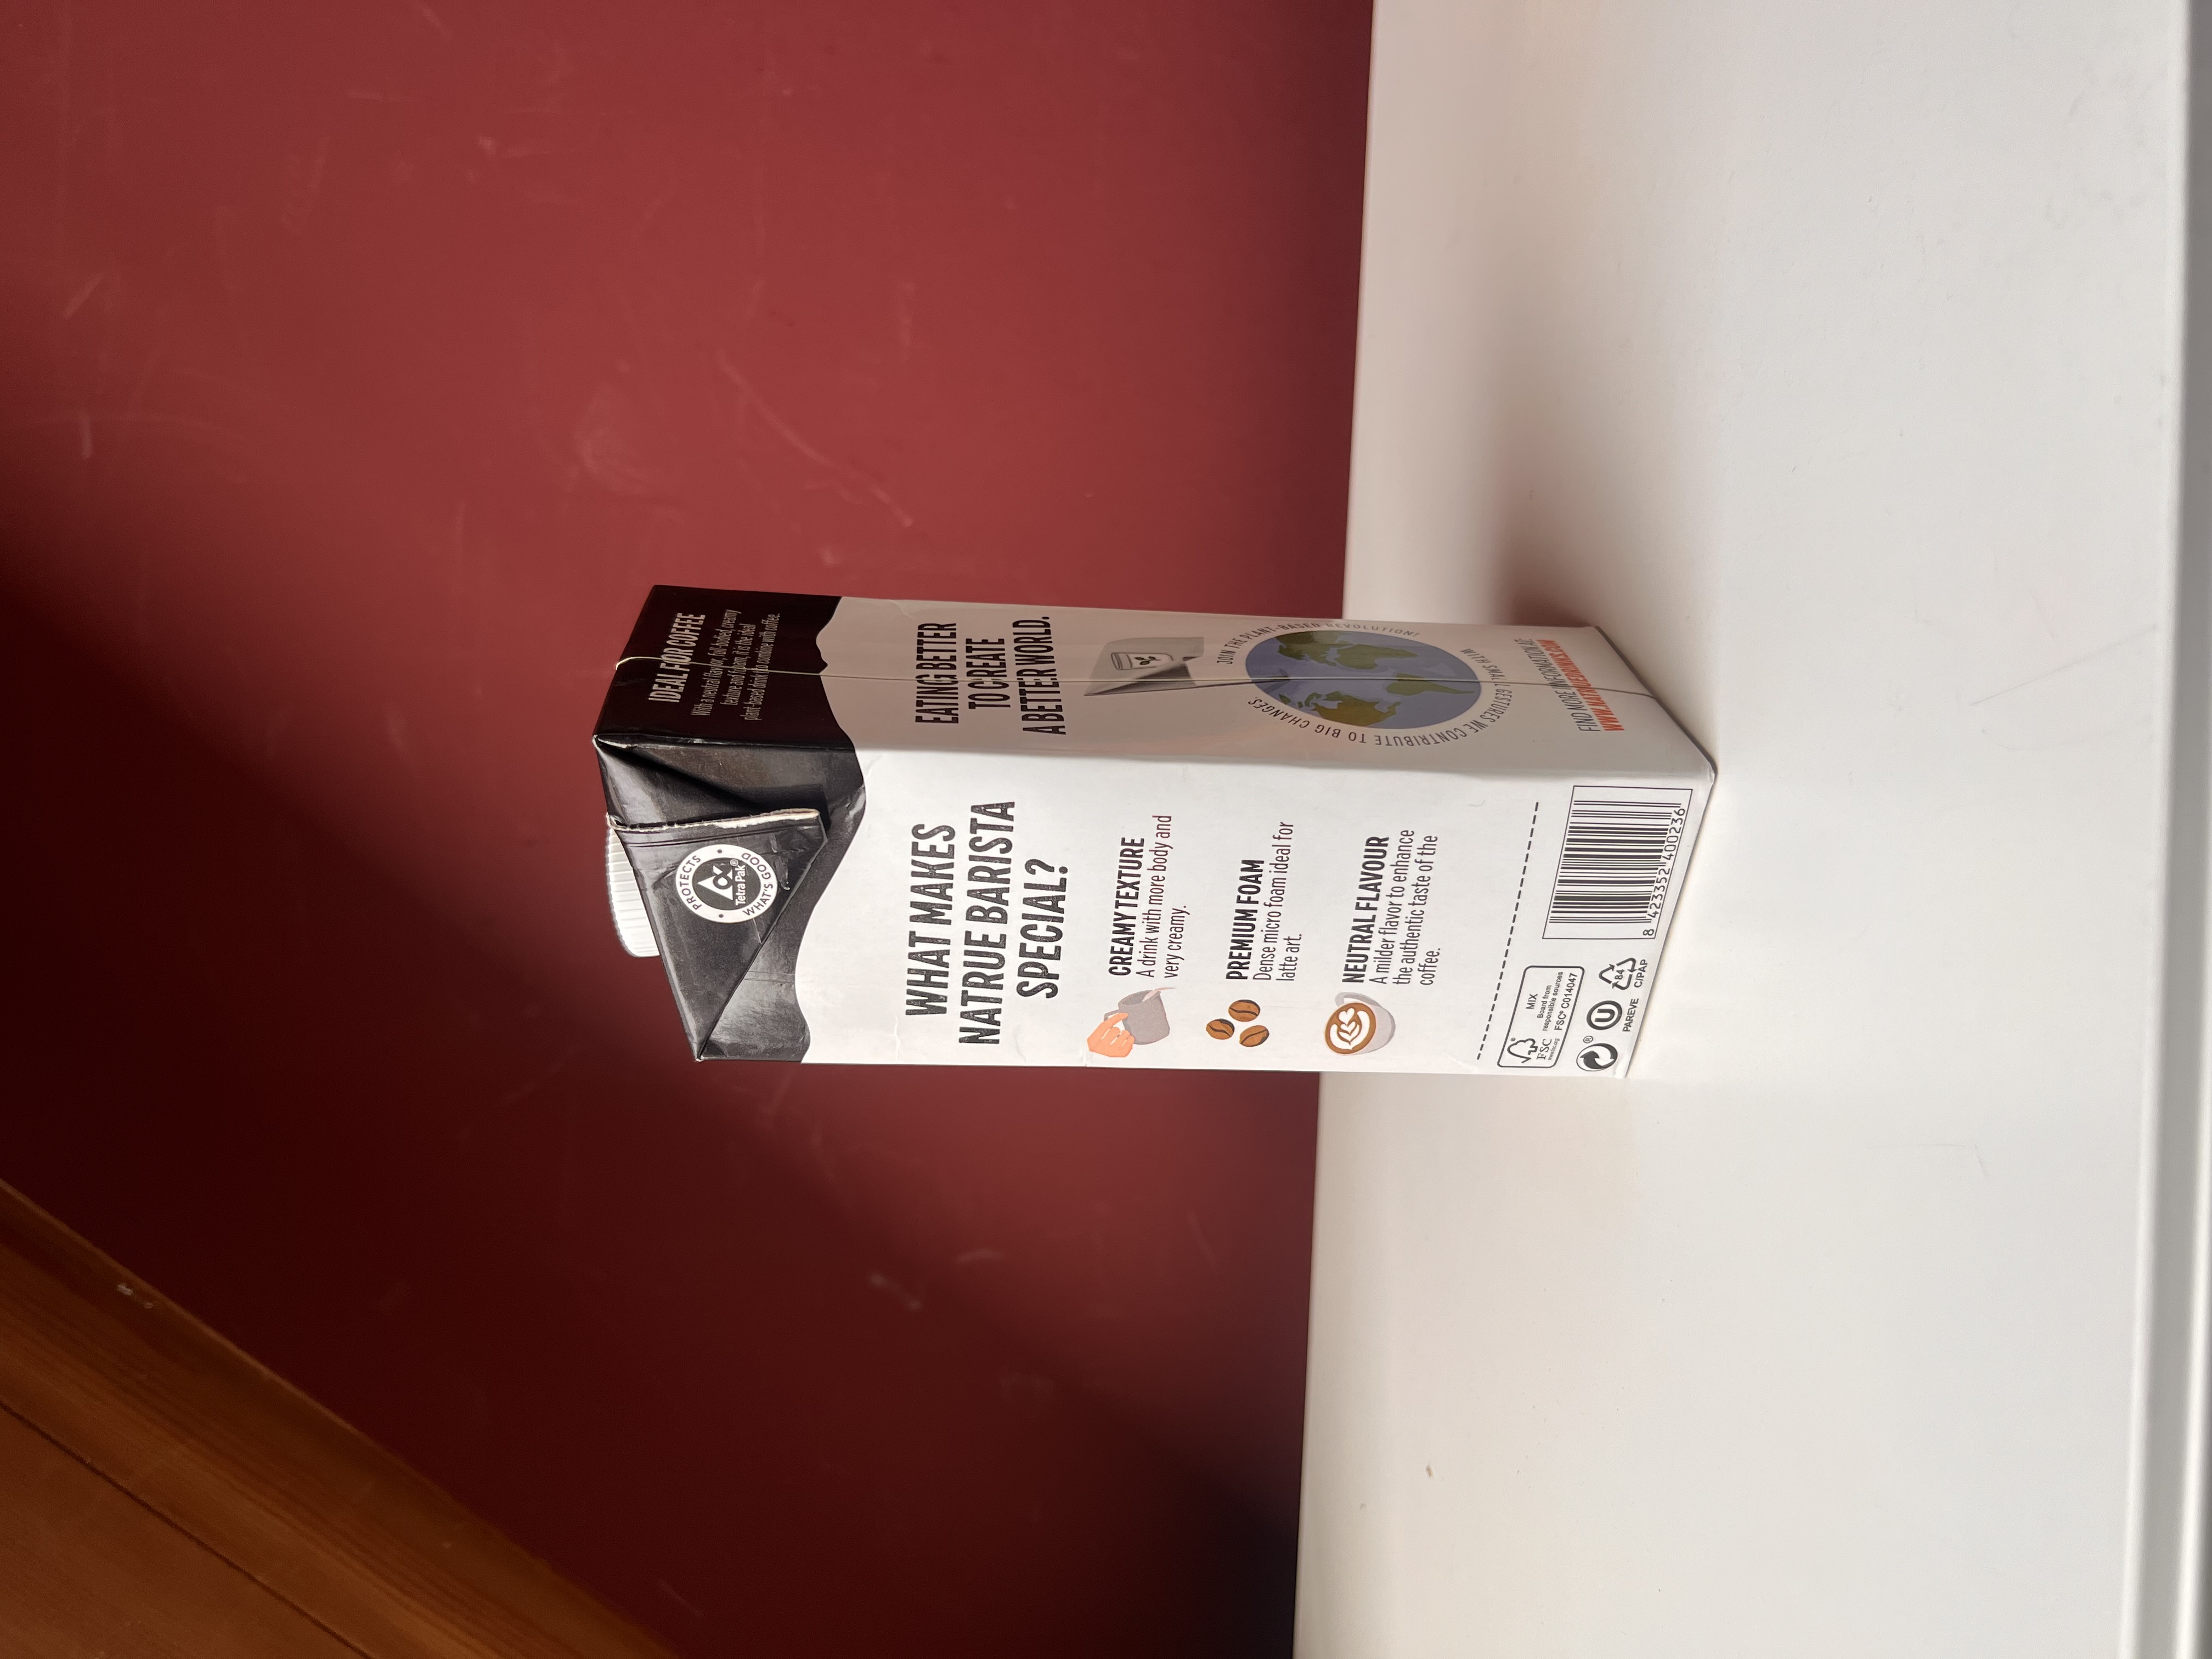 PROTECTS
Tetra Pak®
WHAT'S GOOD
WHAT MAKES
NATRUE BARISTA
SPECIAL?
CREAMY TEXTURE
A drink with more body and
very creamy.
PREMIUM FOAM
Dense micro foam ideal for
latte art.
NEUTRAL FLAVOUR
A milder flavor to enhance
the authentic taste of the
coffee.
FSC®
www.fsc.org
MIX
Board from
responsible sources
FSC® C014047
®
U
PAREVE
84
C/PAP
8 423352 400236
IDEAL FOR COFFEE
With a neutral flavor, full-bodied, creamy
texture and foam, it is the ideal
plant-based drink to combine with coffee.
EATING BETTER
TO CREATE
A BETTER WORLD.
JOIN THE PLANT-BASED REVOLUTION!
WITH SMALL GESTURES WE CONTRIBUTE TO BIG CHANGES.
FIND MORE INFORMATION AT:
WWW.NATRUEDRINKS.COM